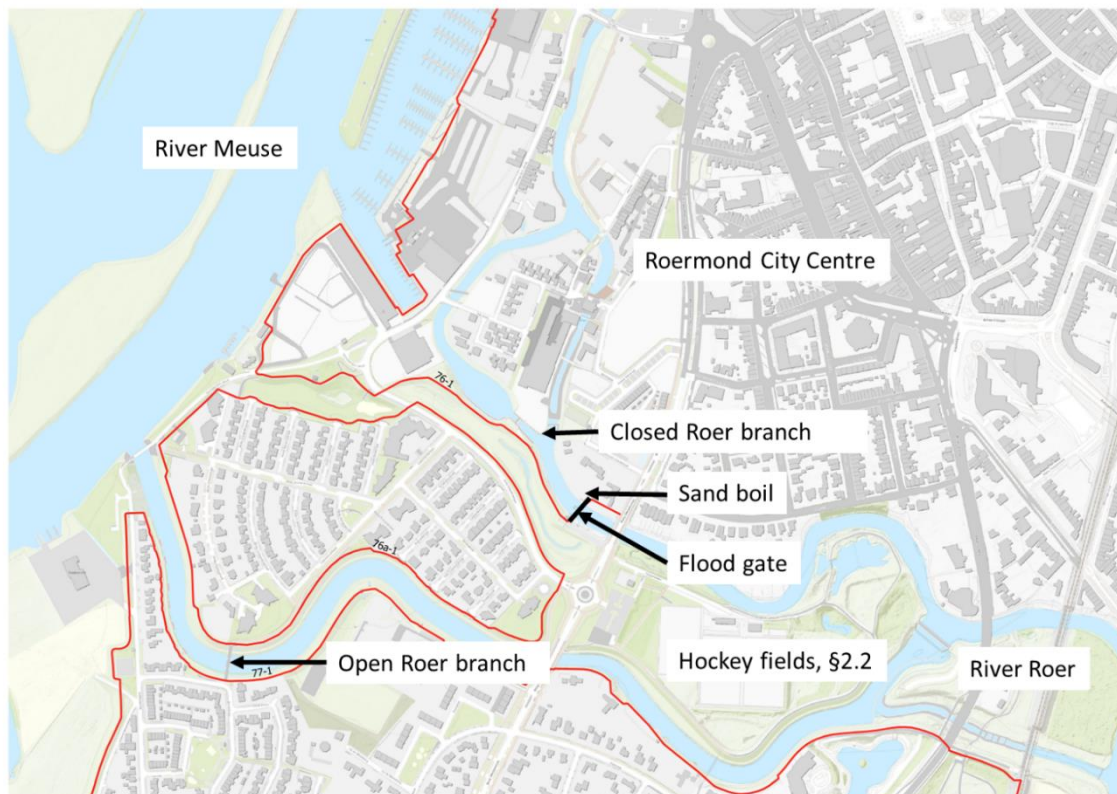 River Meuse
Roermond City Centre
76-1
Closed Roer branch
Sand boil
Flood gate
76a-1
Open Roer branch
77-1
Hockey fields, §2.2
River Roer